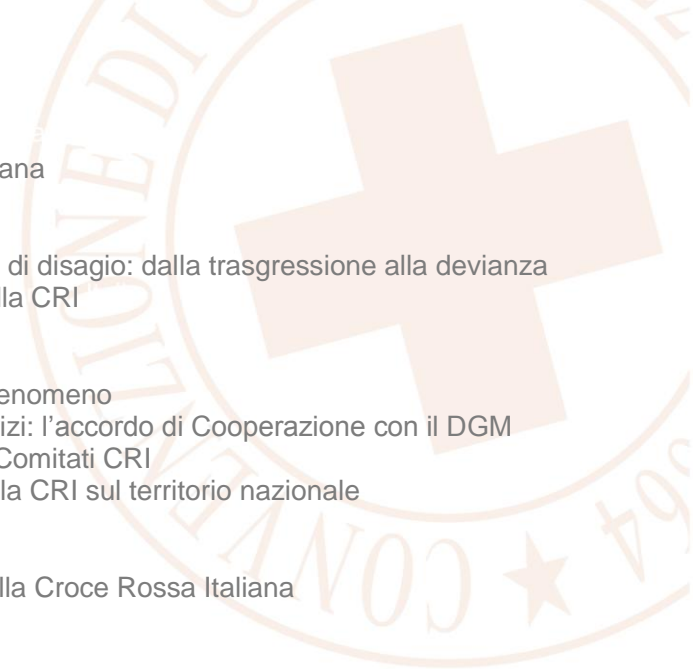 ana
di disagio: dalla trasgressione alla devianza
lla CRI
enomeno
izi: l'accordo di Cooperazione con il DGM
Comitati CRI
la CRI sul territorio nazionale
lla Croce Rossa Italiana